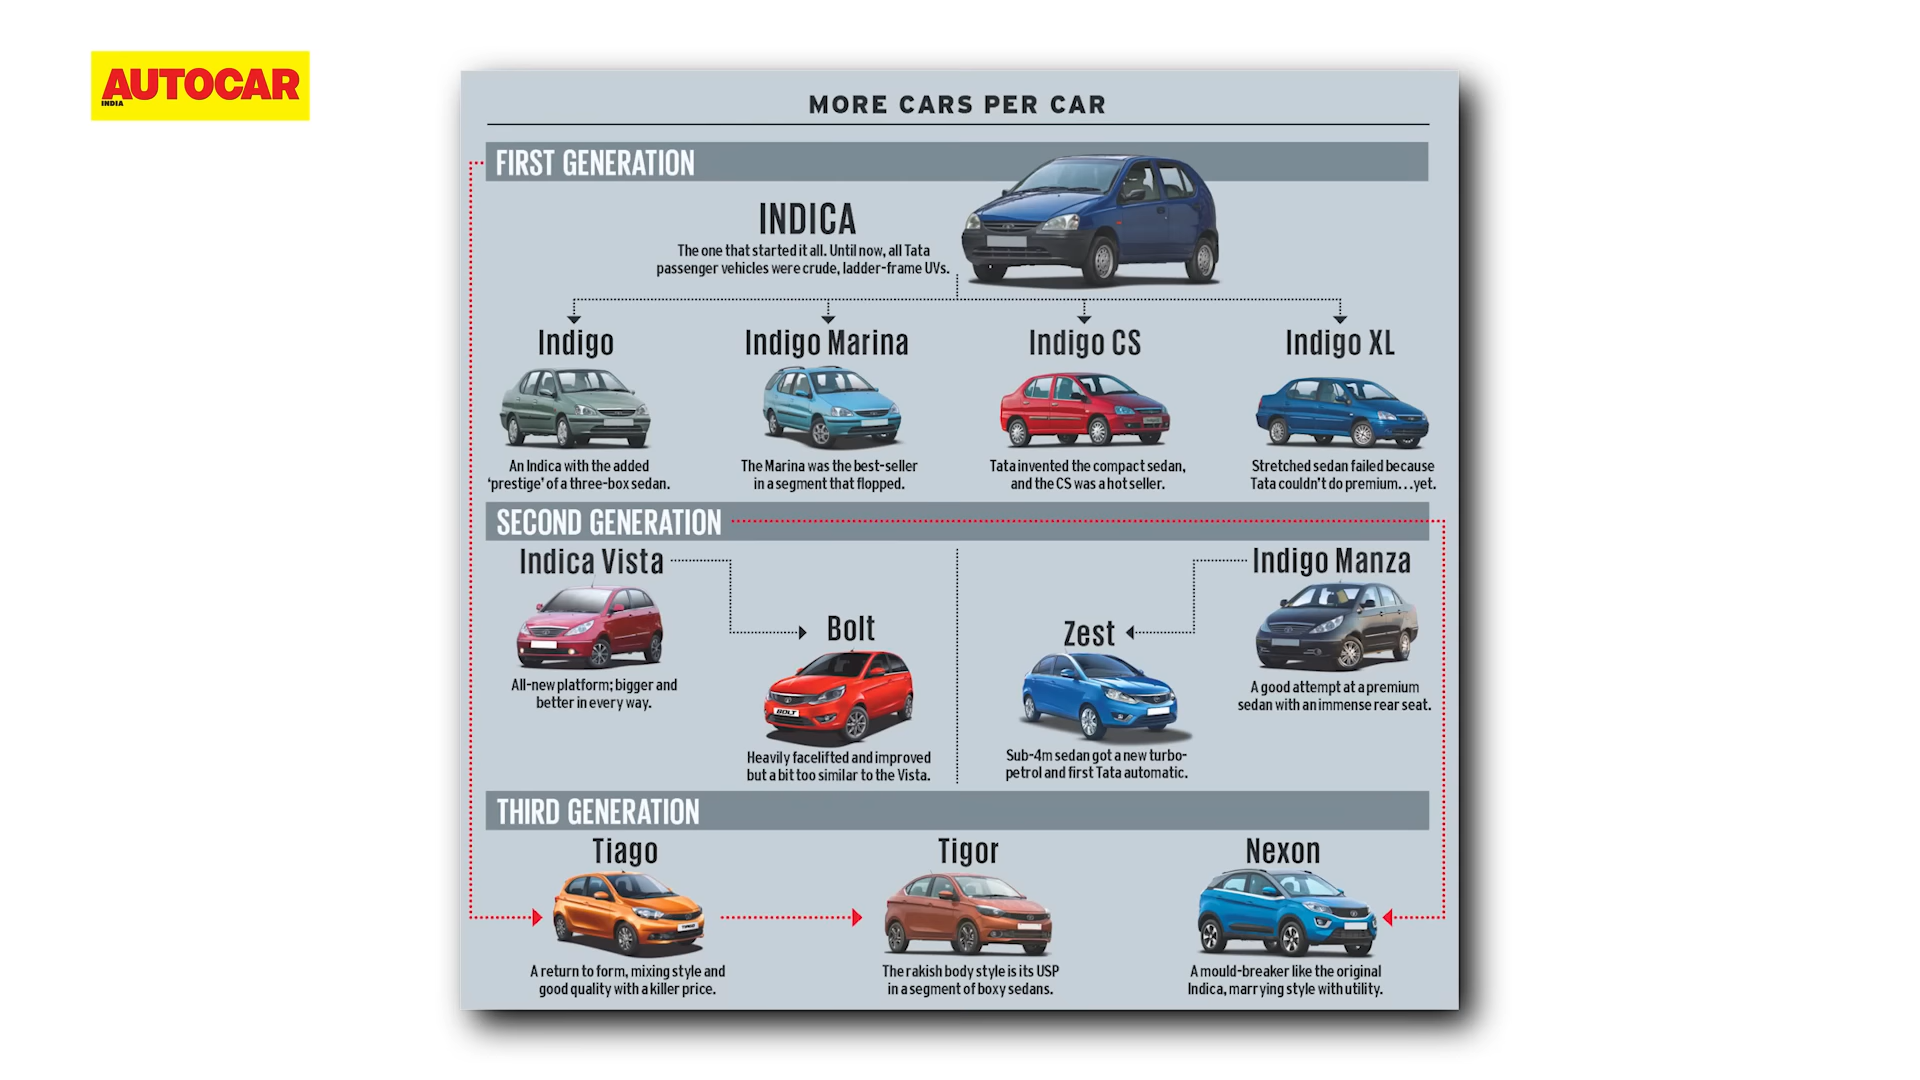 AUTOCAR
INDIA
MORE CARS PER CAR
FIRST GENERATION
INDICA
The one that started it all. Until now, all Tata
passenger vehicles were crude, ladder-frame UVs.
Indigo
An Indica with the added
‘prestige’ of a three-box sedan.
Indigo Marina
The Marina was the best-seller
in a segment that flopped.
Indigo CS
Tata invented the compact sedan,
and the CS was a hot seller.
Indigo XL
Stretched sedan failed because
Tata couldn’t do premium...yet.
SECOND GENERATION
Indica Vista
All-new platform; bigger and
better in every way.
Bolt
BOLT
Heavily facelifted and improved
but a bit too similar to the Vista.
Zest
Sub-4m sedan got a new turbo-
petrol and first Tata automatic.
Indigo Manza
A good attempt at a premium
sedan with an immense rear seat.
THIRD GENERATION
Tiago
TIAGO
A return to form, mixing style and
good quality with a killer price.
Tigor
The rakish body style is its USP
in a segment of boxy sedans.
Nexon
A mould-breaker like the original
Indica, marrying style with utility.